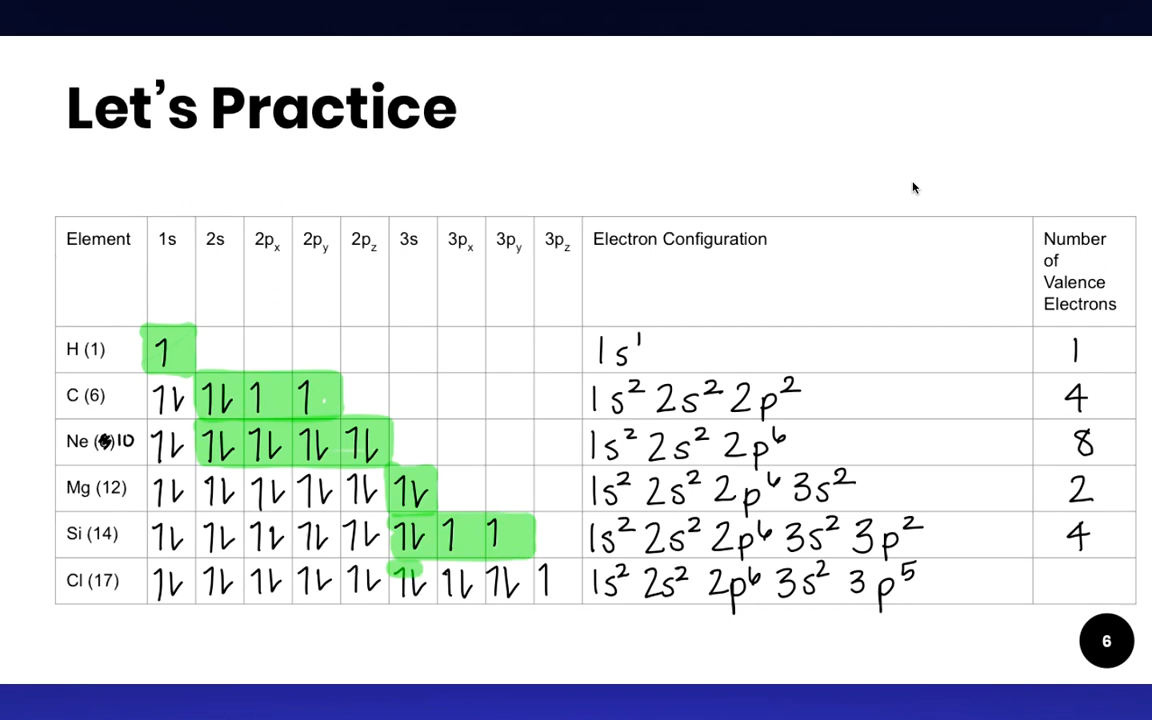 Let's Practice
Element 1s 2s 2px 2py 2pz 3s 3px 3py 3pz Electron Configuration Number of Valence Electrons
H (1) 1 1s¹ 1
C (6) 1L 1L 1 1 1s² 2s² 2p² 4
Ne ( )10 1L 1L 1L 1L 1L 1s² 2s² 2p⁶ 8
Mg (12) 1L 1L 1L 1L 1L 1L 1s² 2s² 2p⁶ 3s² 2
Si (14) 1L 1L 1L 1L 1L 1L 1 1 1s² 2s² 2p⁶ 3s² 3p² 4
Cl (17) 1L 1L 1L 1L 1L 1L 1L 1L 1 1s² 2s² 2p⁶ 3s² 3p⁵
6